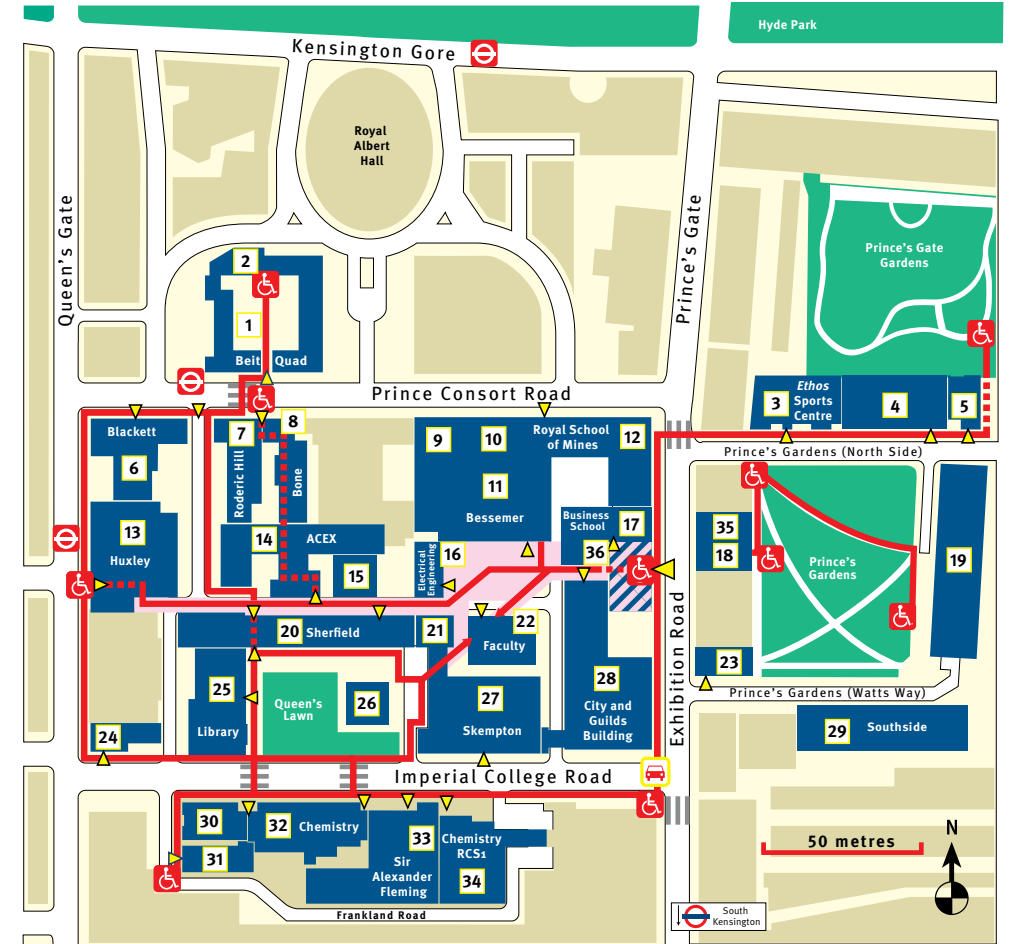 Hyde Park
Kensington Gore
Royal
Albert
Hall
Queen's Gate
Prince's Gate
Prince's Gate
Gardens
2
1
Beit Quad
Prince Consort Road
Ethos
Sports
Centre
3
4
5
Prince's Gardens (North Side)
Blackett
6
7
8
Roderic Hill
Bone
9
10
Royal School
of Mines
12
11
Bessemer
Business
School
17
13
Huxley
14
ACEX
15
Electrical
Engineering
16
36
35
18
Prince's
Gardens
19
20
Sherfield
21
22
Faculty
23
Prince's Gardens (Watts Way)
25
Library
Queen's
Lawn
26
27
Skempton
28
City and
Guilds
Building
Exhibition Road
29
Southside
24
Imperial College Road
30
31
32
Chemistry
33
Sir
Alexander
Fleming
Chemistry
RCS1
34
Frankland Road
50 metres
N
South
Kensington